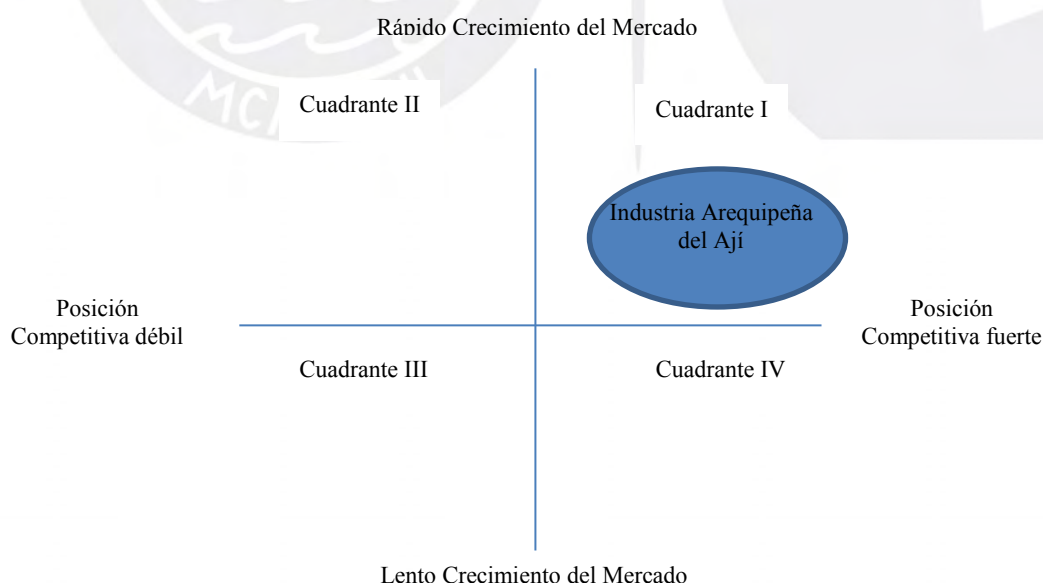 Rápido Crecimiento del Mercado
Cuadrante II
Cuadrante I
Industria Arequipeña
del Ají
Posición
Competitiva débil
Posición
Competitiva fuerte
Cuadrante III
Cuadrante IV
Lento Crecimiento del Mercado